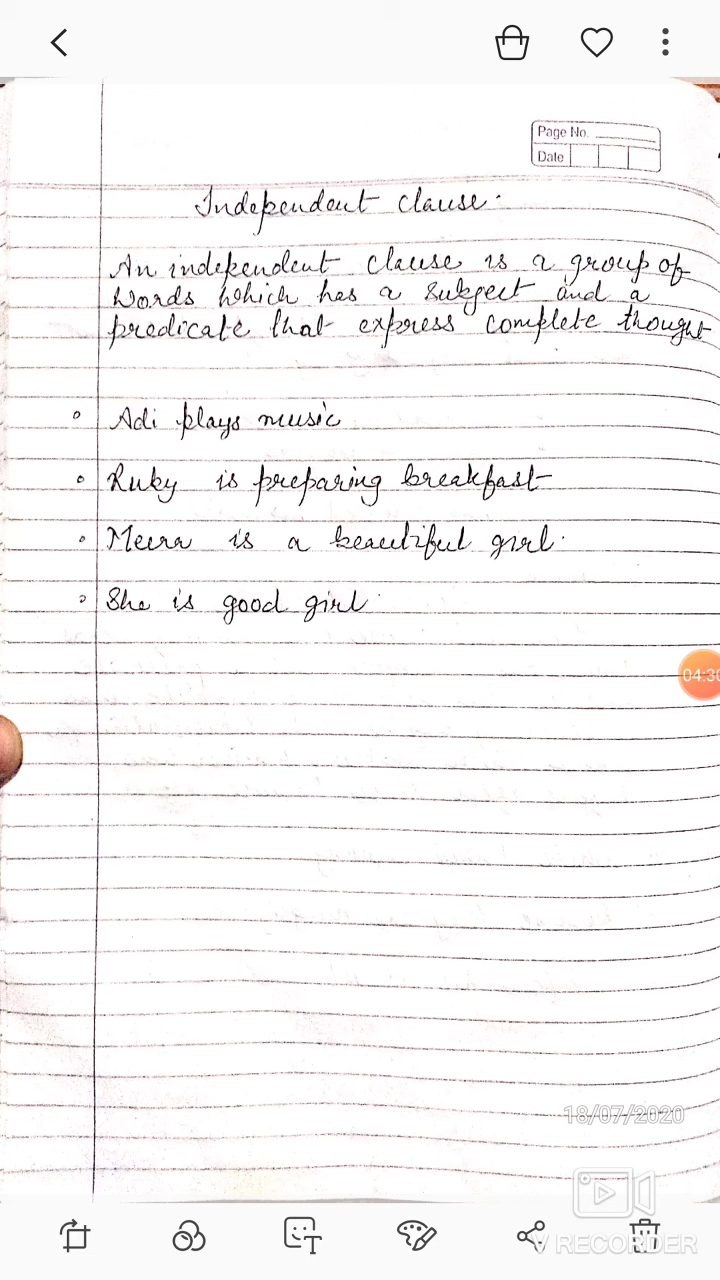 Page No.
Date
Independent clause.
An independent clause is a group of
words which has a subject and a
predicate that express complete thought
Adi plays music
Ruky is preparing breakfast
Meera is a beautiful girl.
She is good girl.
04:30
18/07/2020
V RECORDER